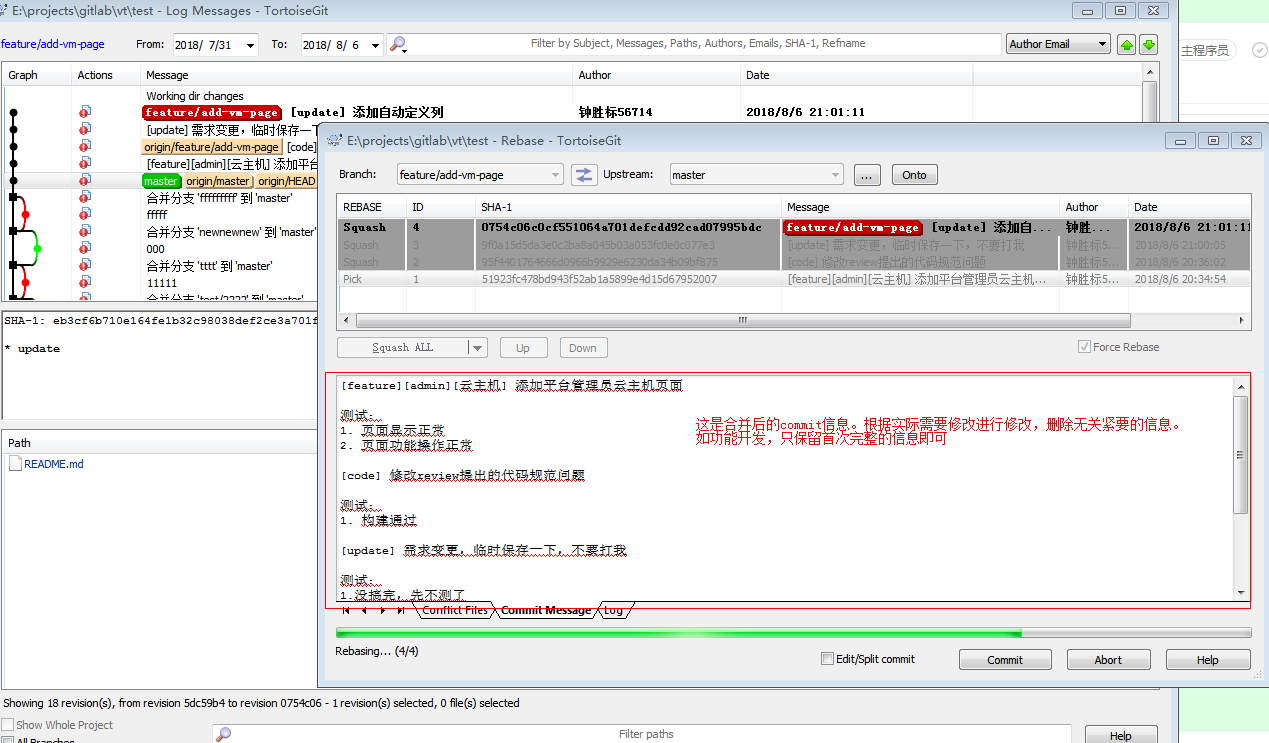 E:\projects\gitlab\vt\test - Log Messages - TortoiseGit
feature/add-vm-page From: 2018/ 7/31 To: 2018/ 8/ 6 Filter by Subject, Messages, Paths, Authors, Emails, SHA-1, Refname Author Email
主程序员
Graph Actions Message Author Date
Working dir changes
feature/add-vm-page [update] 添加自动定义列 钟胜标56714 2018/8/6 21:01:11
[update] 需求变更，临时保存一下
origin/feature/add-vm-page [code]
[feature][admin][云主机] 添加平
master origin/master origin/HEAD
合并分支 'fffffffff' 到 'master'
fffff
合并分支 'newnewnew' 到 'master'
000
合并分支 'tttt' 到 'master'
11111
合并分支 'test/2222' 到 'master'
SHA-1: eb3cf6b710e164fe1b32c98038def2ce3a701f
* update
Path
README.md
E:\projects\gitlab\vt\test - Rebase - TortoiseGit
Branch: feature/add-vm-page Upstream: master ... Onto
REBASE ID SHA-1 Message Author Date
Squash 4 0754c06c0cf551064a701defcdd92cad07995bdc feature/add-vm-page [update] 添加自... 钟胜... 2018/8/6 21:01:11
Squash 3 9f0a15d5da3e0c2ba8a045b03a053fc0e0c077e3 [update] 需求变更，临时保存一下，不要打我 钟胜标5... 2018/8/6 21:00:05
Squash 2 95f4401764666d0966b9929e6230da34b09bf875 [code] 修改review提出的代码规范问题 钟胜标5... 2018/8/6 20:36:02
Pick 1 51923fc478bd943f52ab1a5899e4d15d67952007 [feature][admin][云主机] 添加平台管理员云主机... 钟胜标5... 2018/8/6 20:34:54
Squash ALL Up Down Force Rebase
[feature][admin][云主机] 添加平台管理员云主机页面
测试：
1. 页面显示正常
2. 页面功能操作正常
[code] 修改review提出的代码规范问题
测试：
1. 构建通过
[update] 需求变更，临时保存一下，不要打我
测试：
1.没搞完，先不测了
这是合并后的commit信息。根据实际需要修改进行修改，删除无关紧要的信息。
如功能开发，只保留首次完整的信息即可
Conflict Files Commit Message Log
Rebasing... (4/4)
Edit/Split commit Commit Abort Help
Showing 18 revision(s), from revision 5dc59b4 to revision 0754c06 - 1 revision(s) selected, 0 file(s) selected
Show Whole Project Filter paths Help
All Branches